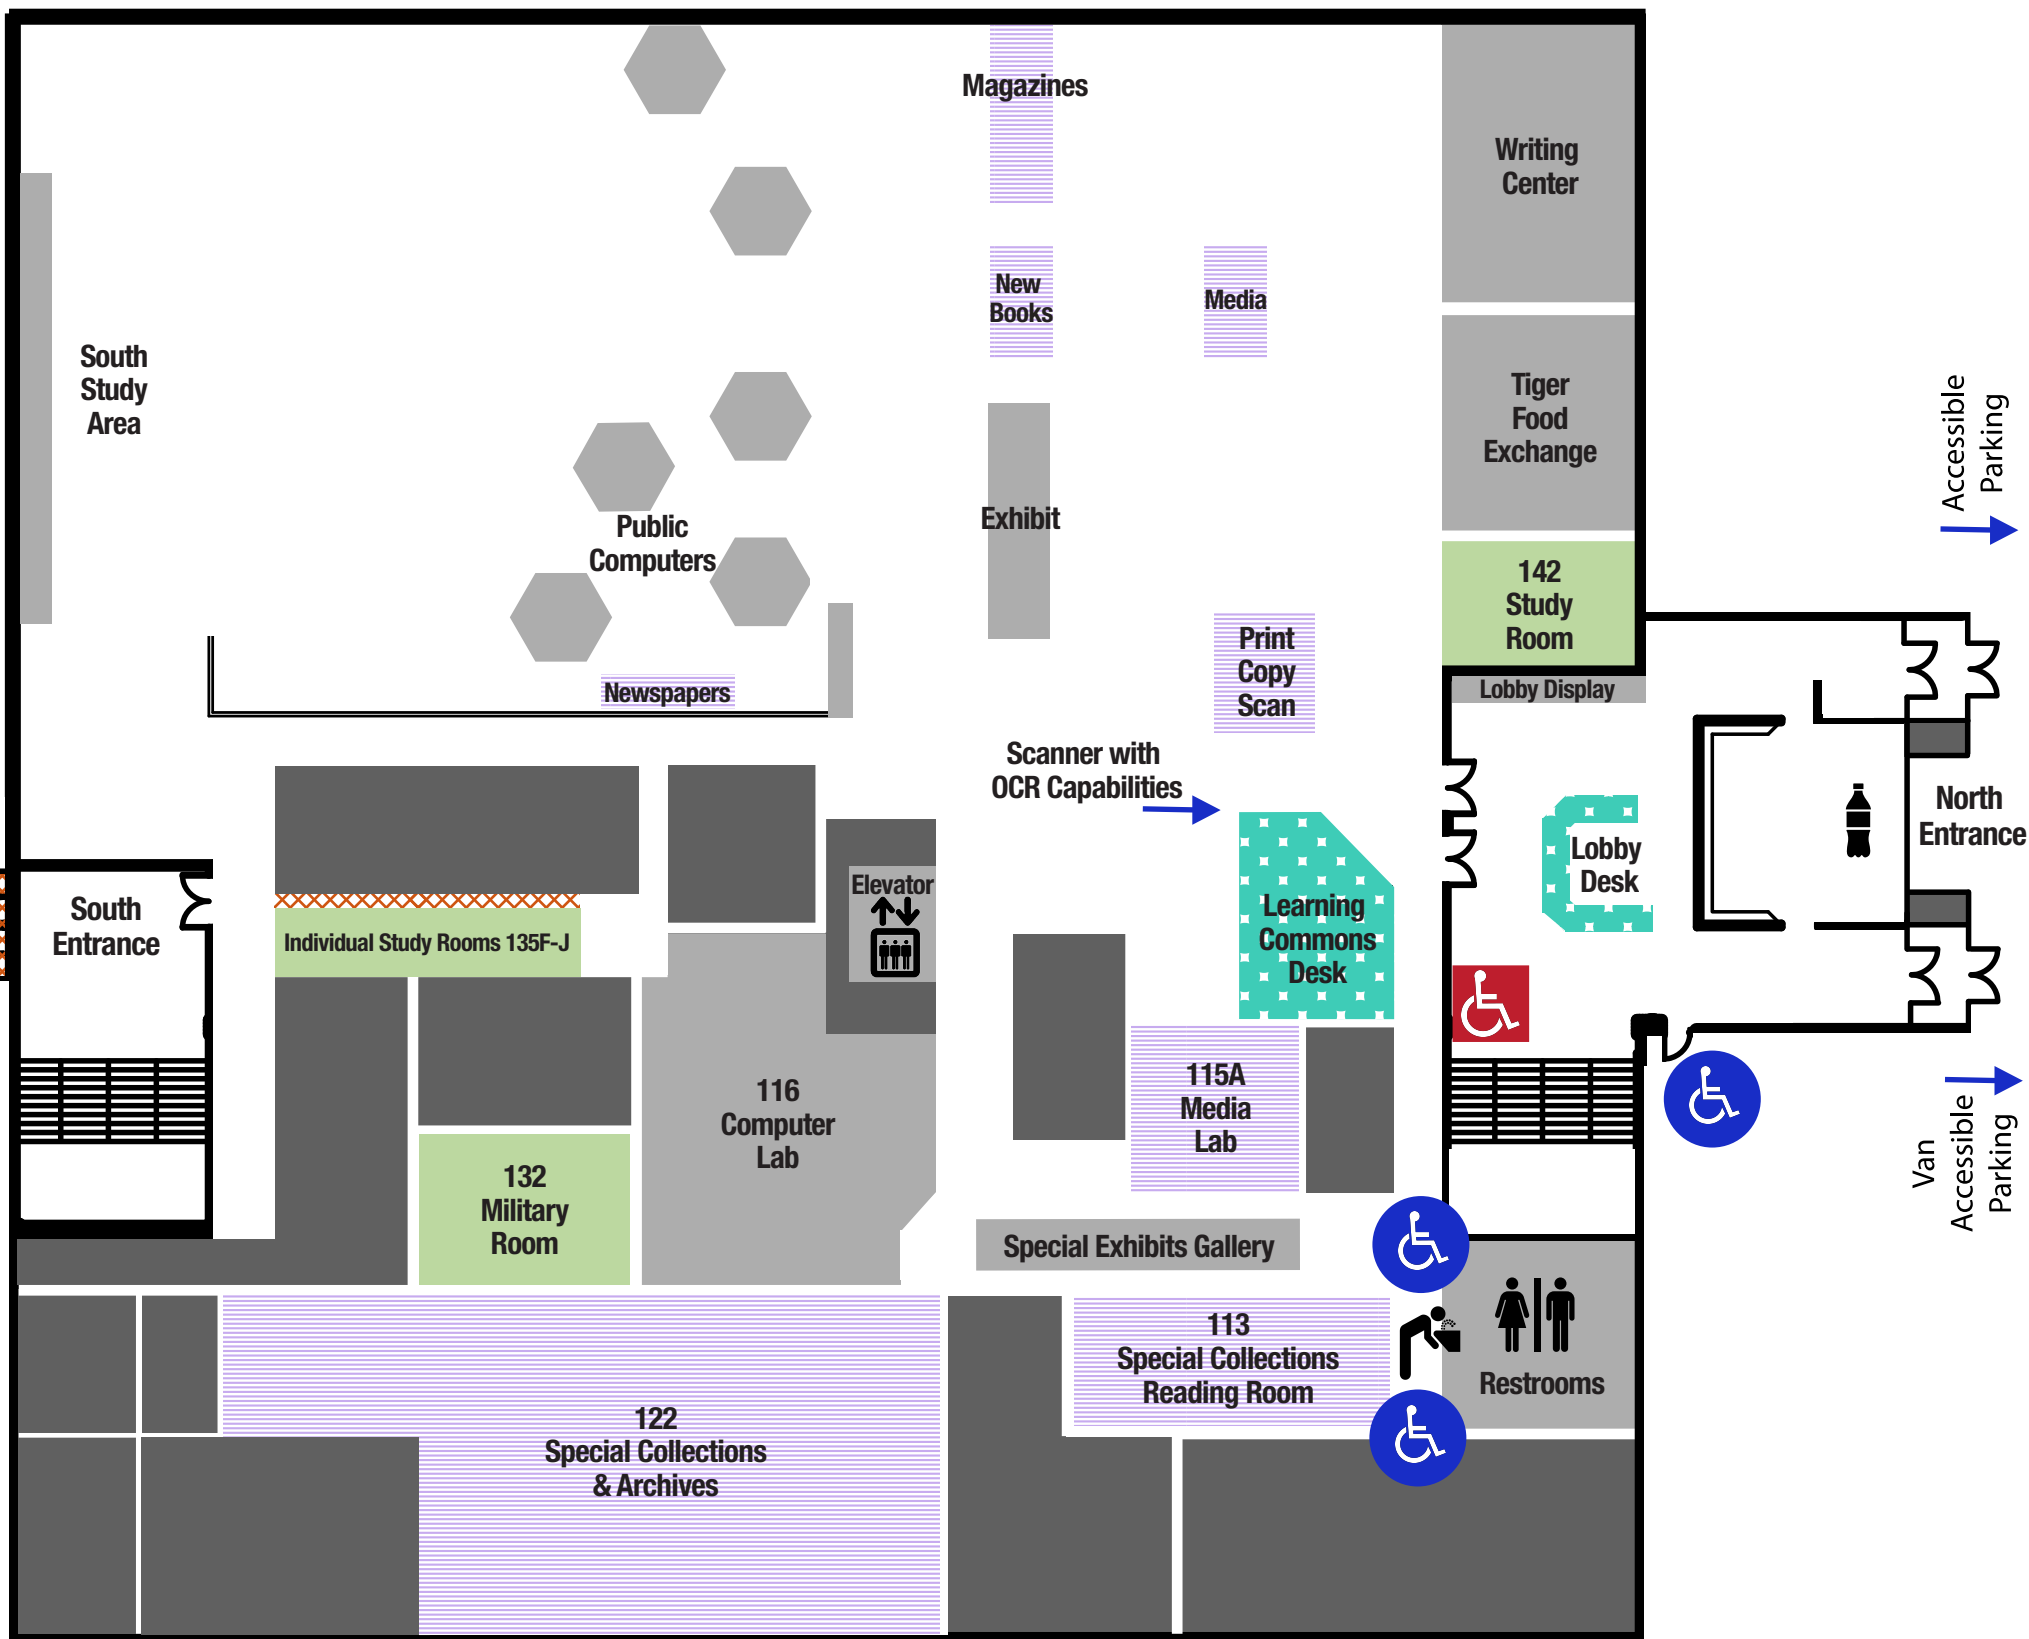 Magazines
Writing
Center
New
Books
Media
South
Study
Area
Tiger
Food
Exchange
Accessible
Parking
Public
Computers
Exhibit
142
Study
Room
Print
Copy
Scan
Newspapers
Lobby Display
Scanner with
OCR Capabilities
North
Entrance
Lobby
Desk
Elevator
Learning
Commons
Desk
South
Entrance
Individual Study Rooms 135F-J
116
Computer
Lab
115A
Media
Lab
Van
Accessible
Parking
132
Military
Room
Special Exhibits Gallery
113
Special Collections
Reading Room
Restrooms
122
Special Collections
& Archives